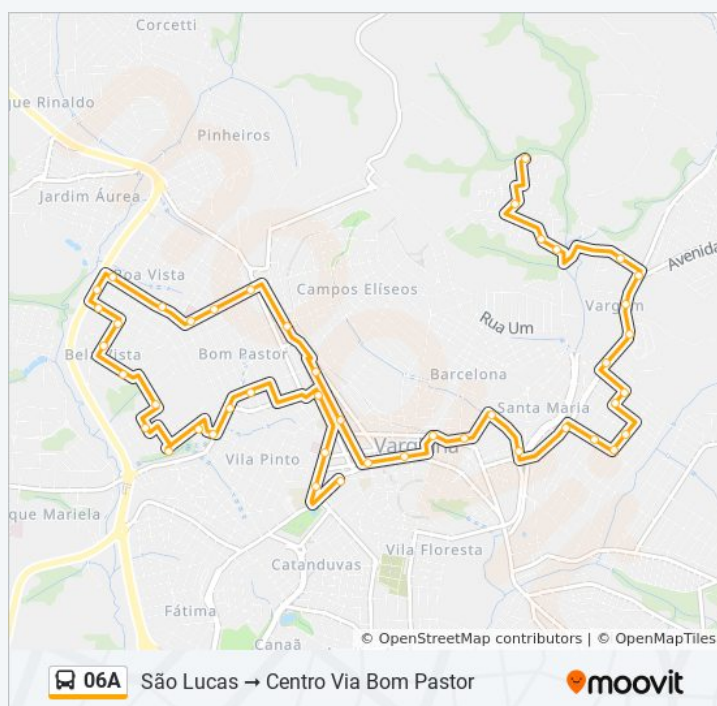 Corcetti
que Rinaldo
Pinheiros
Jardim Áurea
Avenida
Boa Vista
Campos Elíseos
Vargem
Rua Um
Bela Vista
Bom Pastor
Barcelona
Santa Maria
Varginha
Vila Pinto
que Mariela
Vila Floresta
Catanduvas
Fátima
Canaã
© OpenStreetMap contributors | © OpenMapTiles
06A São Lucas → Centro Via Bom Pastor
moovit